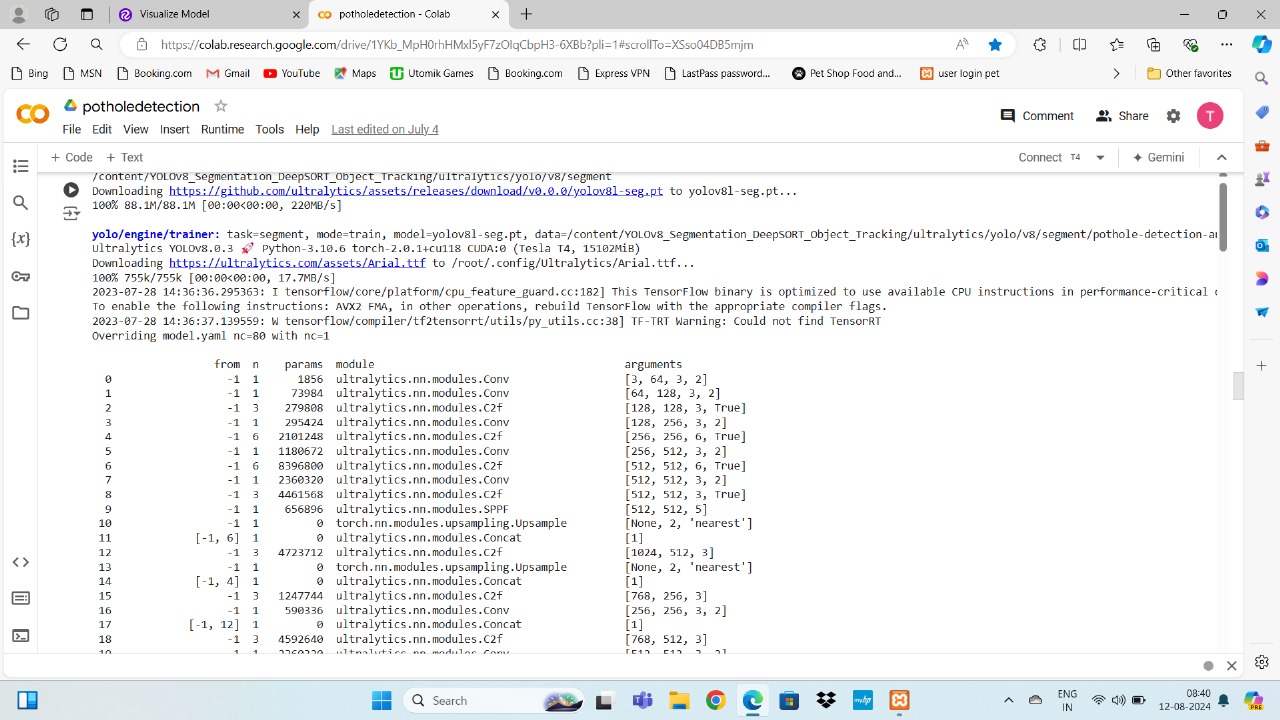 Visualize Model
potholedetection - Colab
https://colab.research.google.com/drive/1YKb_MpH0rhHMxl5yF7zOIqCbpH3-6XBb?pli=1#scrollTo=XSso04DB5mjm
Bing MSN Booking.com Gmail YouTube Maps Utomik Games Booking.com Express VPN LastPass password... Pet Shop Food and... user login pet Other favorites
potholedetection
Comment Share T
File Edit View Insert Runtime Tools Help Last edited on July 4
+ Code + Text Connect T4 Gemini
/content/YOLOv8_Segmentation_DeepSORT_Object_Tracking/ultralytics/yolo/v8/segment
Downloading https://github.com/ultralytics/assets/releases/download/v0.0.0/yolov8l-seg.pt to yolov8l-seg.pt...
100% 88.1M/88.1M [00:00<00:00, 220MB/s]
yolo/engine/trainer: task=segment, mode=train, model=yolov8l-seg.pt, data=/content/YOLOv8_Segmentation_DeepSORT_Object_Tracking/ultralytics/yolo/v8/segment/pothole-detection-a
Ultralytics YOLOv8.0.3 🚀 Python-3.10.6 torch-2.0.1+cu118 CUDA:0 (Tesla T4, 15102MiB)
Downloading https://ultralytics.com/assets/Arial.ttf to /root/.config/Ultralytics/Arial.ttf...
100% 755k/755k [00:00<00:00, 17.7MB/s]
2023-07-28 14:36:36.295363: I tensorflow/core/platform/cpu_feature_guard.cc:182] This TensorFlow binary is optimized to use available CPU instructions in performance-critical
To enable the following instructions: AVX2 FMA, in other operations, rebuild TensorFlow with the appropriate compiler flags.
2023-07-28 14:36:37.139559: W tensorflow/compiler/tf2tensorrt/utils/py_utils.cc:38] TF-TRT Warning: Could not find TensorRT
Overriding model.yaml nc=80 with nc=1
from n params module arguments
0 -1 1 1856 ultralytics.nn.modules.Conv [3, 64, 3, 2]
1 -1 1 73984 ultralytics.nn.modules.Conv [64, 128, 3, 2]
2 -1 3 279808 ultralytics.nn.modules.C2f [128, 128, 3, True]
3 -1 1 295424 ultralytics.nn.modules.Conv [128, 256, 3, 2]
4 -1 6 2101248 ultralytics.nn.modules.C2f [256, 256, 6, True]
5 -1 1 1180672 ultralytics.nn.modules.Conv [256, 512, 3, 2]
6 -1 6 8396800 ultralytics.nn.modules.C2f [512, 512, 6, True]
7 -1 1 2360320 ultralytics.nn.modules.Conv [512, 512, 3, 2]
8 -1 3 4461568 ultralytics.nn.modules.C2f [512, 512, 3, True]
9 -1 1 656896 ultralytics.nn.modules.SPPF [512, 512, 5]
10 -1 1 0 torch.nn.modules.upsampling.Upsample [None, 2, 'nearest']
11 [-1, 6] 1 0 ultralytics.nn.modules.Concat [1]
12 -1 3 4723712 ultralytics.nn.modules.C2f [1024, 512, 3]
13 -1 1 0 torch.nn.modules.upsampling.Upsample [None, 2, 'nearest']
14 [-1, 4] 1 0 ultralytics.nn.modules.Concat [1]
15 -1 3 1247744 ultralytics.nn.modules.C2f [768, 256, 3]
16 -1 1 590336 ultralytics.nn.modules.Conv [256, 256, 3, 2]
17 [-1, 12] 1 0 ultralytics.nn.modules.Concat [1]
18 -1 3 4592640 ultralytics.nn.modules.C2f [768, 512, 3]
19 -1 1 2360320 ultralytics.nn.modules.Conv [512, 512, 3, 2]
Search
ENG
IN
08:40
12-08-2024